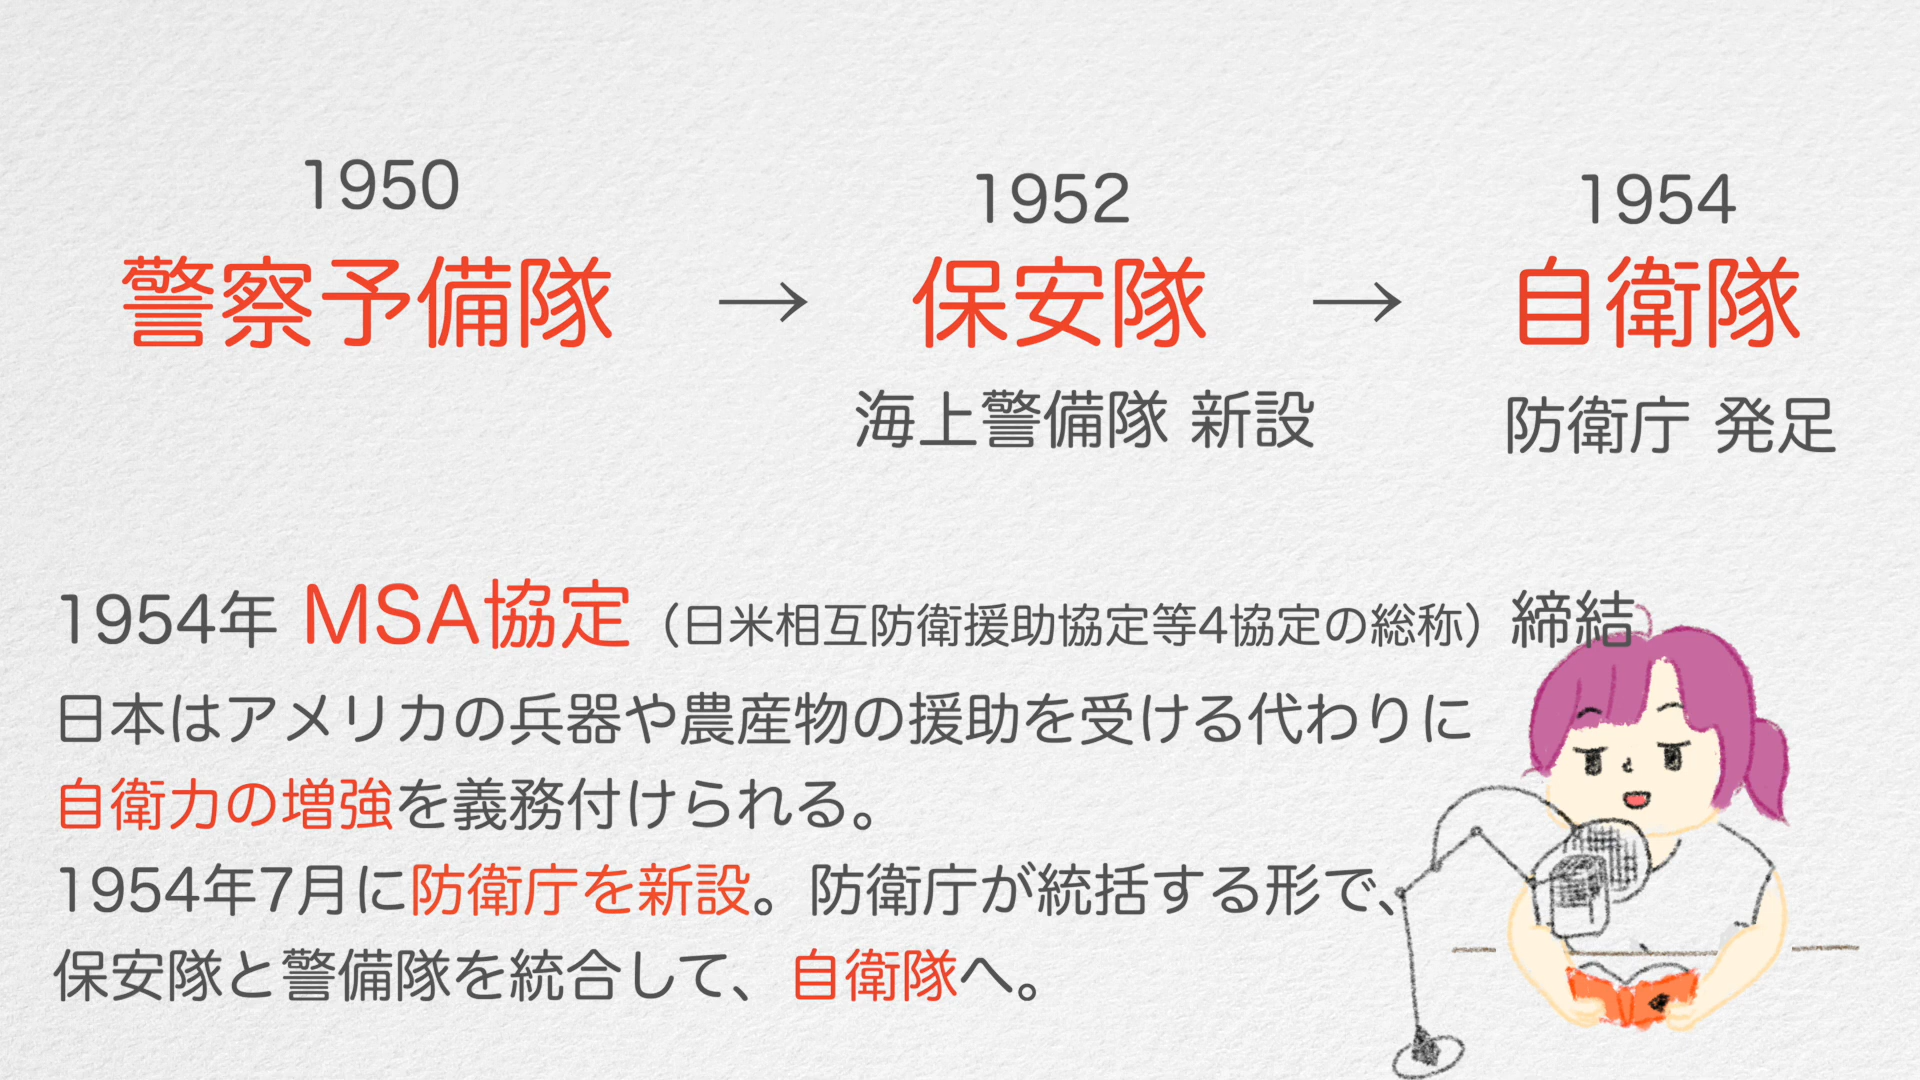 1950
警察予備隊
→
1952
保安隊
海上警備隊 新設
→
1954
自衛隊
防衛庁 発足
1954年 MSA協定（日米相互防衛援助協定等4協定の総称）締結
日本はアメリカの兵器や農産物の援助を受ける代わりに
自衛力の増強を義務付けられる。
1954年7月に防衛庁を新設。防衛庁が統括する形で、
保安隊と警備隊を統合して、自衛隊へ。